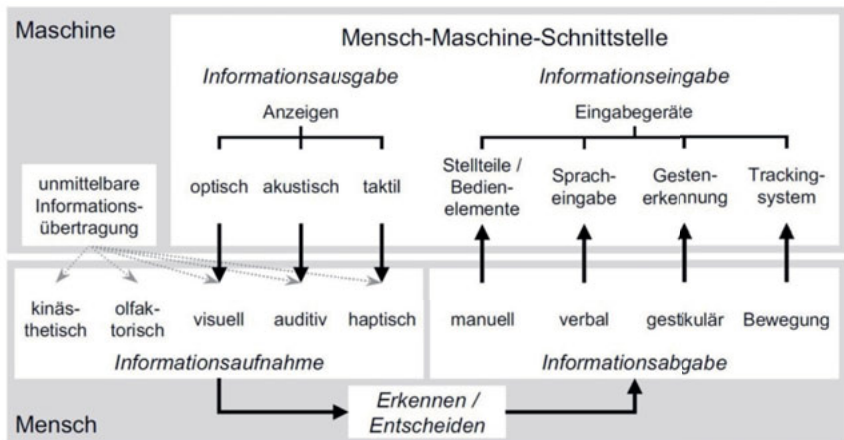 Maschine
Mensch-Maschine-Schnittstelle
Informationsausgabe
Informationseingabe
Anzeigen
Eingabegeräte
optisch
akustisch
taktil
Stellteile /
Bedien-
elemente
Sprach-
eingabe
Gesten-
erkennung
Tracking-
system
unmittelbare
Informations-
übertragung
kinäs-
thetisch
olfak-
torisch
visuell
auditiv
haptisch
manuell
verbal
gestikulär
Bewegung
Informationsaufnahme
Informationsabgabe
Erkennen /
Entscheiden
Mensch